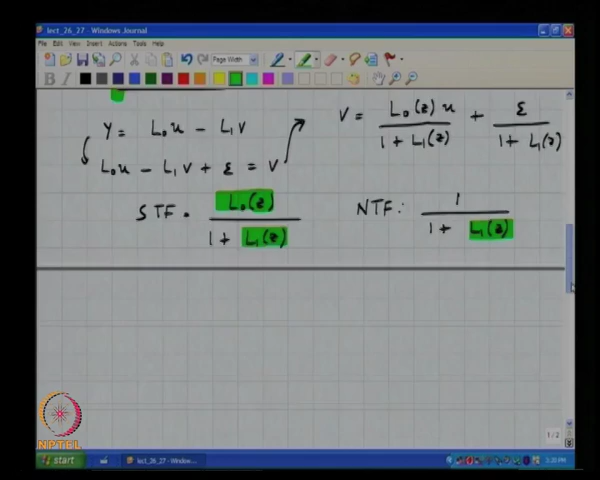 lect_26_27 - Windows Journal
File Edit View Insert Actions Tools Help
Page Width
B I
Y = L₀u - L₁V
L₀u - L₁V + ε = V
V = L₀(z) u / 1 + L₁(z) + ε / 1 + L₁(z)
STF = L₀(z) / 1 + L₁(z)
NTF: 1 / 1 + L₁(z)
1/2
NPTEL
start
lect_26_27 - Window...